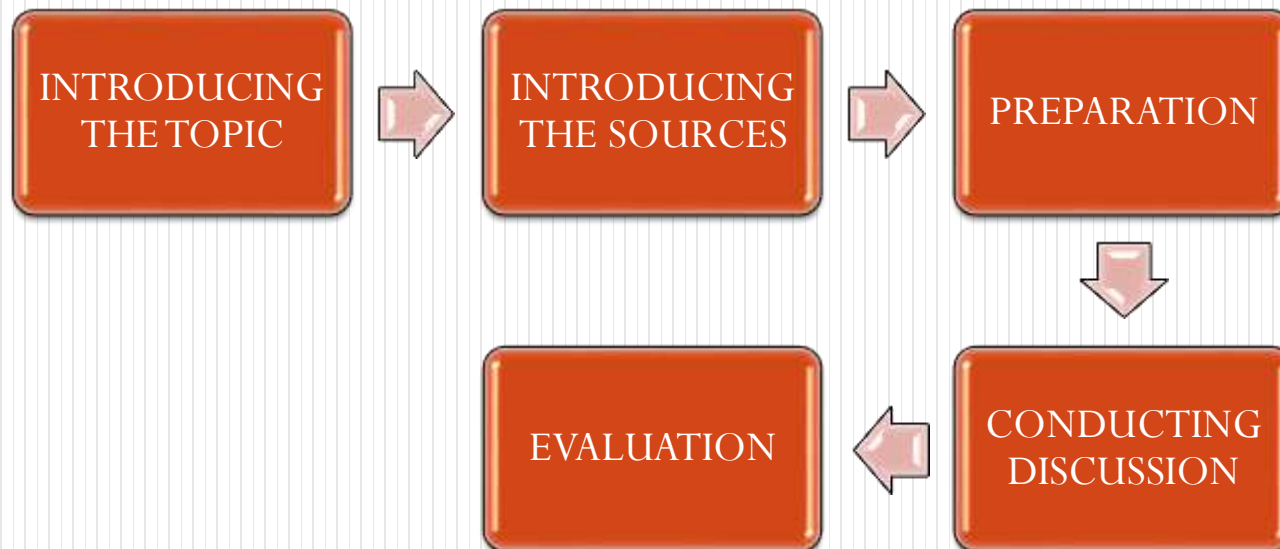 INTRODUCING
THE TOPIC
INTRODUCING
THE SOURCES
PREPARATION
CONDUCTING
DISCUSSION
EVALUATION